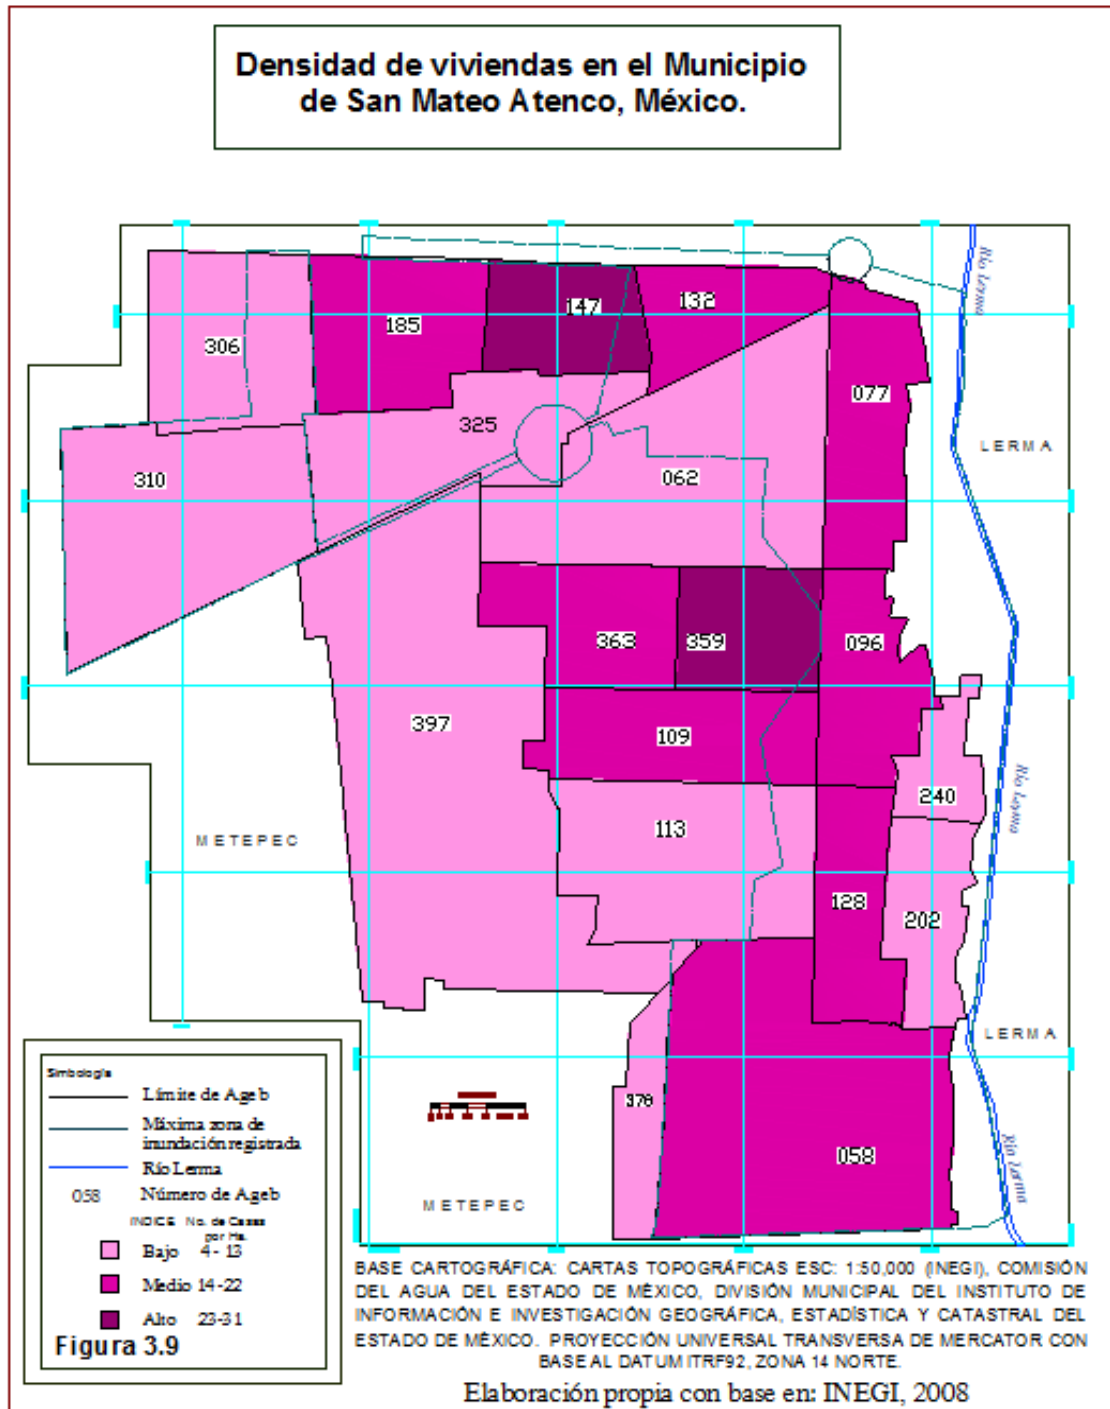 Densidad de viviendas en el Municipio
de San Mateo Atenco, México.
Río Lerma
147
132
185
306
077
325
LERMA
062
310
363
359
096
397
109
Río Lerma
240
113
METEPEC
128
202
LERMA
378
058
Río Lerma
METEPEC
Simbología
Límite de Ageb
Máxima zona de
inundación registrada
Río Lerma
058 Número de Ageb
INDICE No. de Casas
por Ha.
Bajo 4 - 13
Medio 14 -22
Alto 23-31
Figura 3.9
BASE CARTOGRÁFICA: CARTAS TOPOGRÁFICAS ESC: 1:50,000 (INEGI), COMISIÓN
DEL AGUA DEL ESTADO DE MÉXICO, DIVISIÓN MUNICIPAL DEL INSTITUTO DE
INFORMACIÓN E INVESTIGACIÓN GEOGRÁFICA, ESTADÍSTICA Y CATASTRAL DEL
ESTADO DE MÉXICO. PROYECCIÓN UNIVERSAL TRANSVERSA DE MERCATOR CON
BASE AL DATUM ITRF92, ZONA 14 NORTE.
Elaboración propia con base en: INEGI, 2008